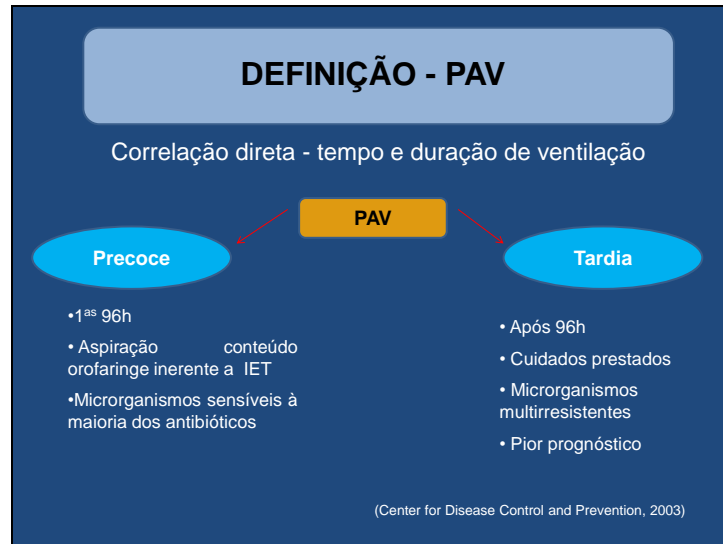 DEFINIÇÃO - PAV
Correlação direta - tempo e duração de ventilação
PAV
Precoce
Tardia
•1as 96h
• Aspiração conteúdo
orofaringe inerente a IET
•Microrganismos sensíveis à
maioria dos antibióticos
• Após 96h
• Cuidados prestados
• Microrganismos
multirresistentes
• Pior prognóstico
(Center for Disease Control and Prevention, 2003)